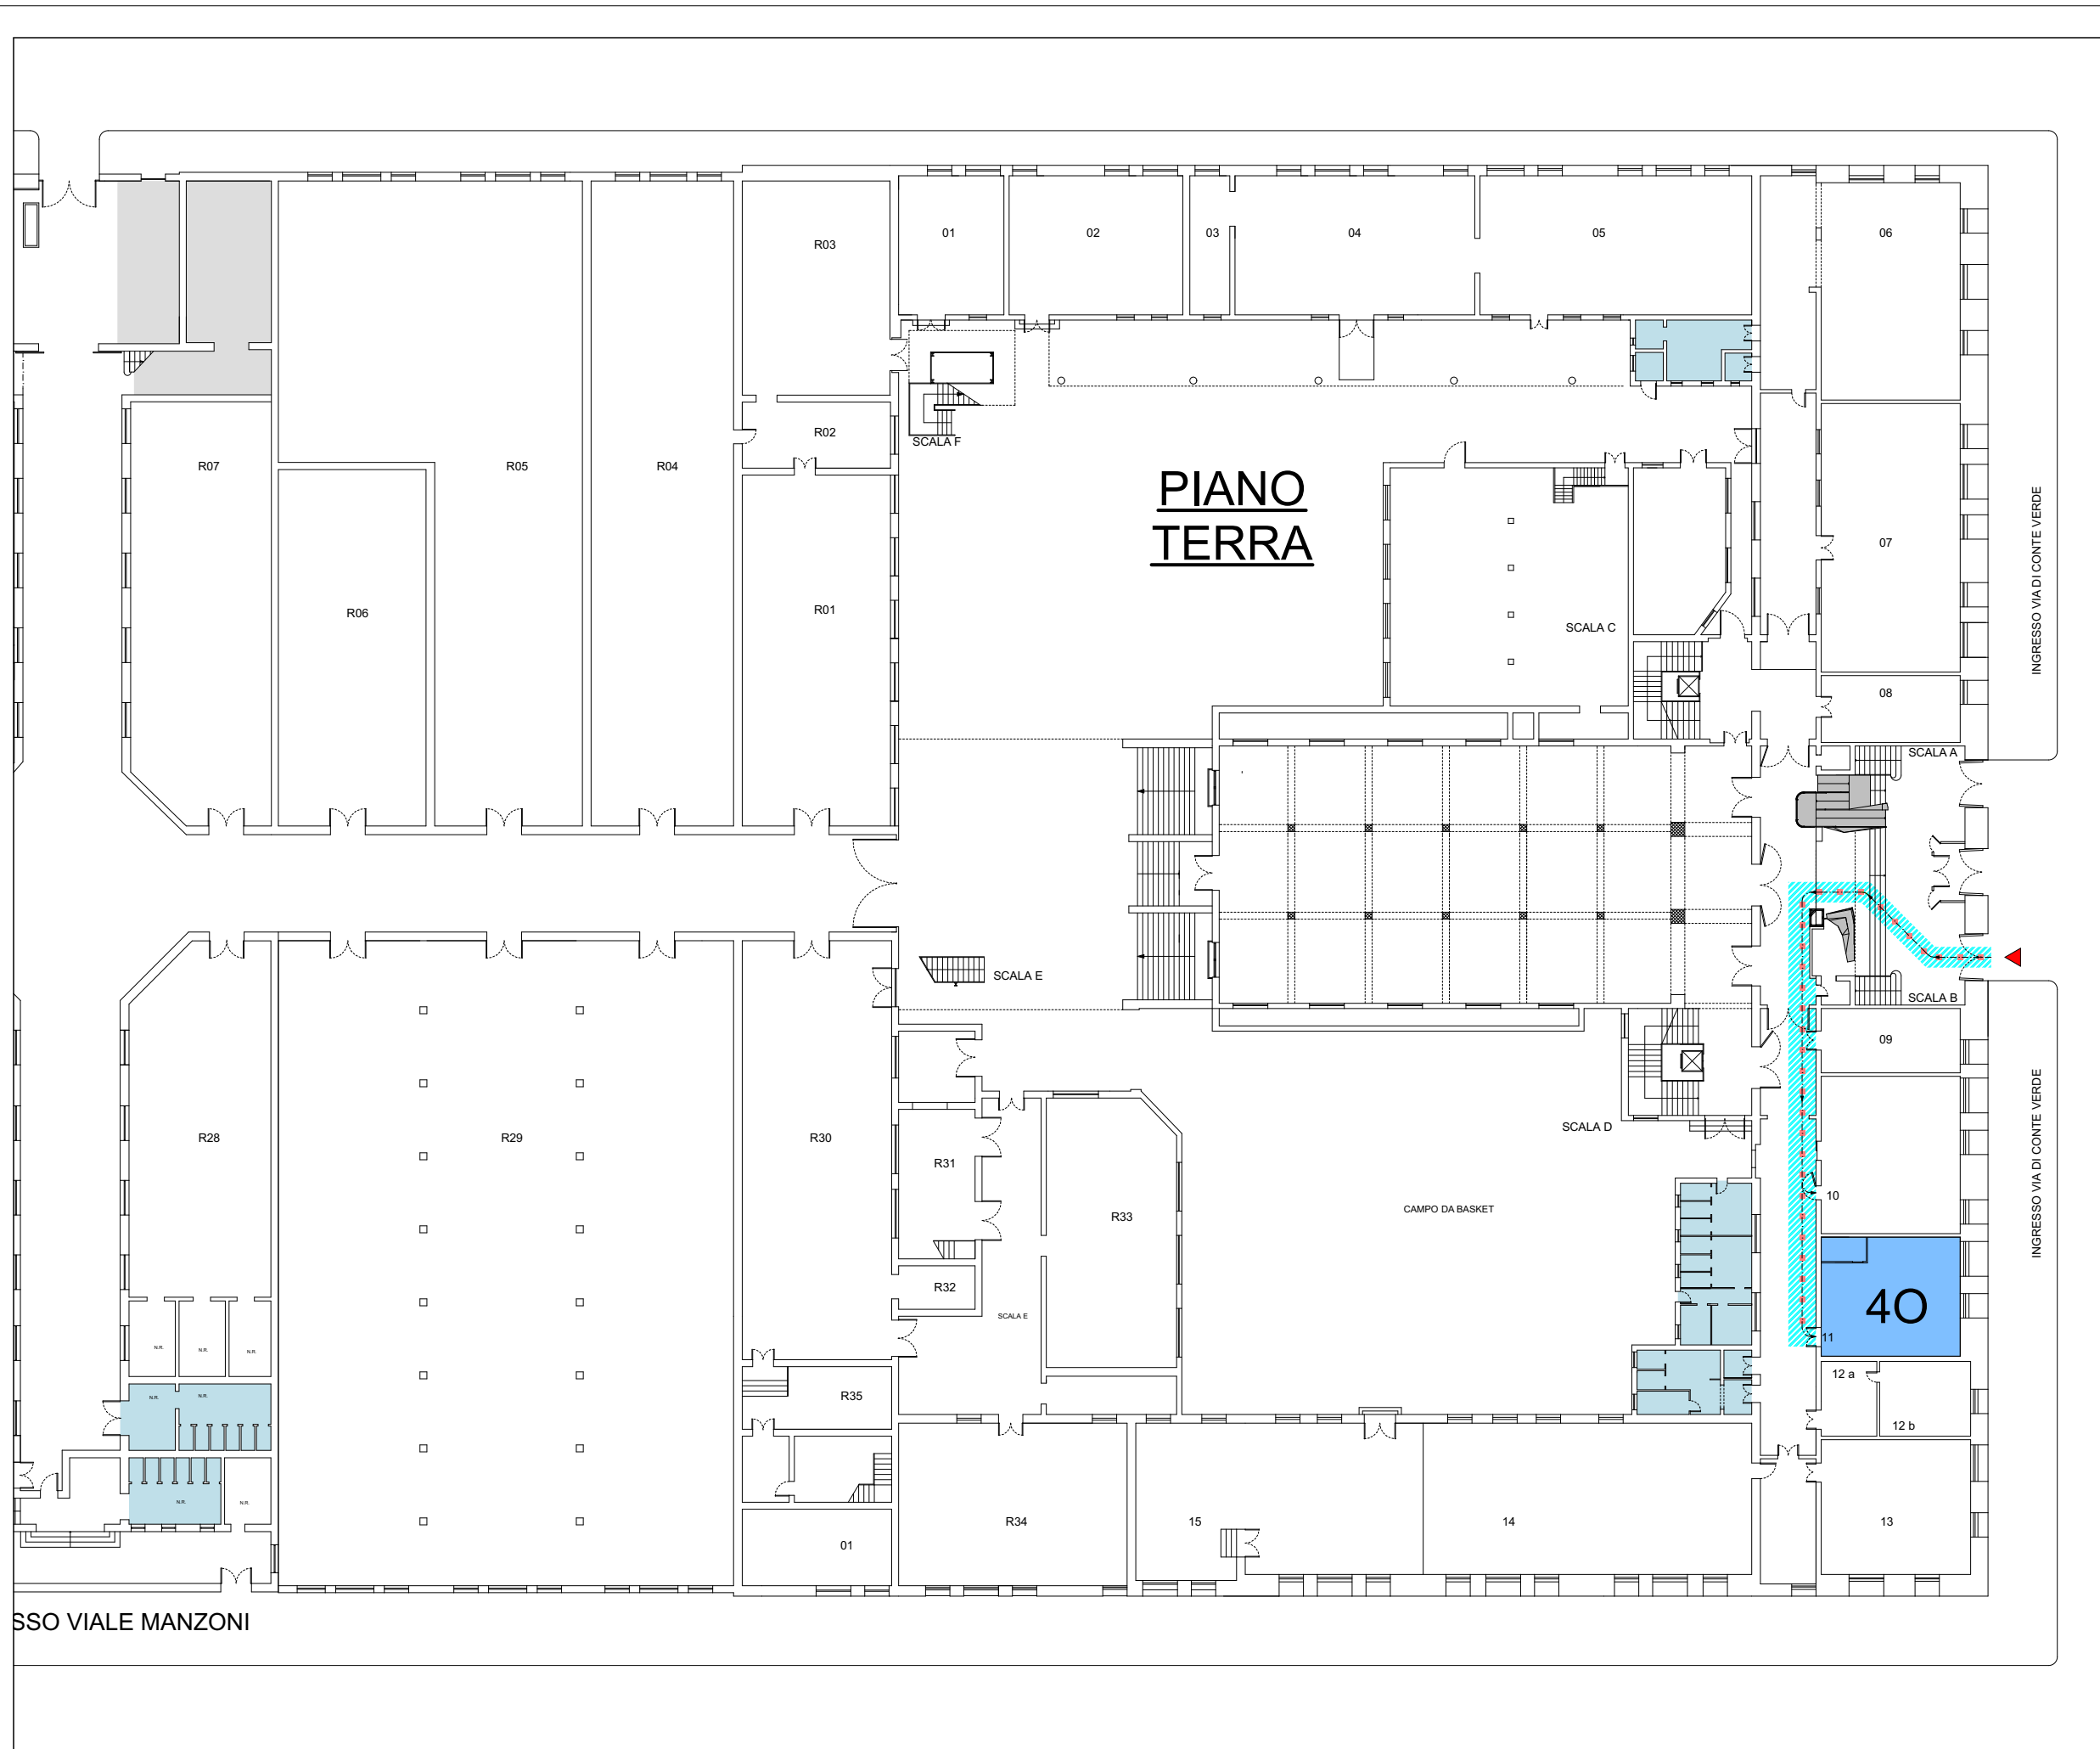 R03
01
02
03
04
05
06
R02
SCALA F
R07
R05
R04
PIANO
TERRA
INGRESSO VIA DI CONTE VERDE
07
R06
R01
SCALA C
08
SCALA A
SCALA E
SCALA B
09
R28
R29
R30
R31
R33
SCALA D
INGRESSO VIA DI CONTE VERDE
CAMPO DA BASKET
10
R32
SCALA E
4O
11
N.R.
N.R.
N.R.
N.R.
N.R.
R35
12 a
12 b
N.R.
N.R.
R34
15
14
13
01
SSO VIALE MANZONI